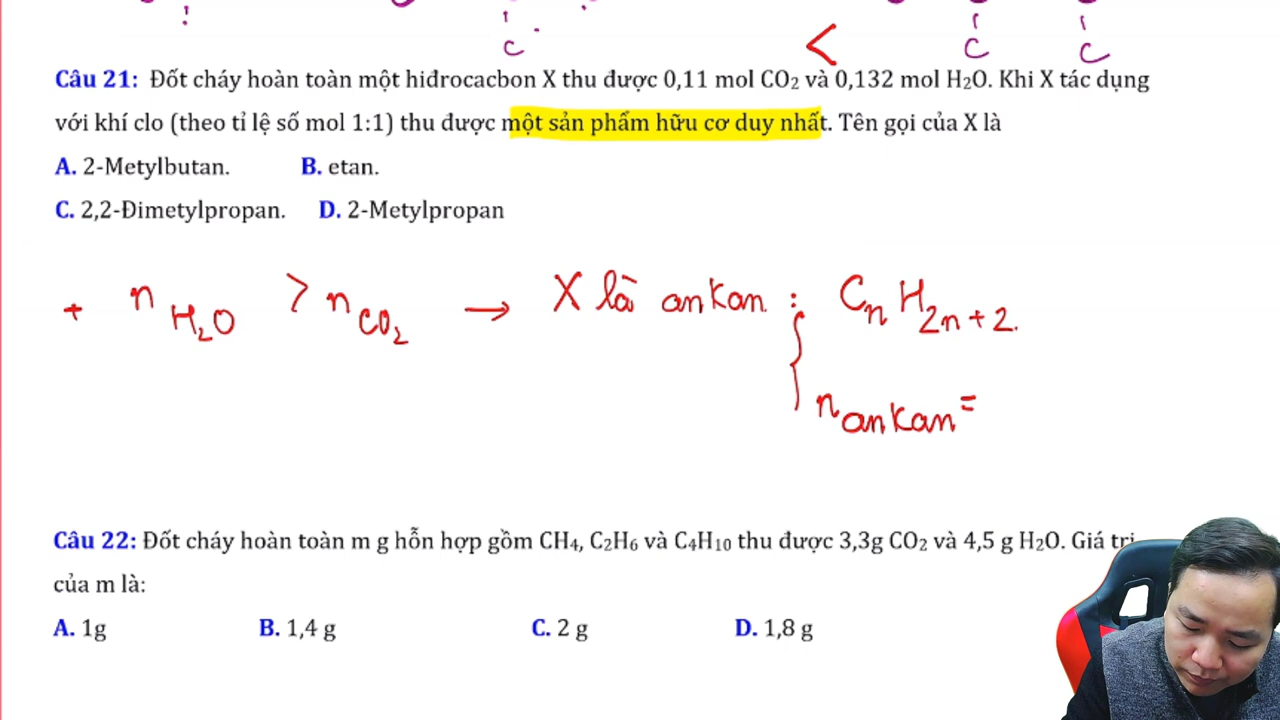 !
C
<
C
C
Câu 21: Đốt cháy hoàn toàn một hiđrocacbon X thu được 0,11 mol CO₂ và 0,132 mol H₂O. Khi X tác dụng
với khí clo (theo tỉ lệ số mol 1:1) thu được một sản phẩm hữu cơ duy nhất. Tên gọi của X là
A. 2-Metylbutan. B. etan.
C. 2,2-Đimetylpropan. D. 2-Metylpropan
+ n H₂O > n CO₂ → X là ankan : CnH2n+2.
n ankan =
Câu 22: Đốt cháy hoàn toàn m g hỗn hợp gồm CH₄, C₂H₆ và C₄H₁₀ thu được 3,3g CO₂ và 4,5 g H₂O. Giá trị
của m là:
A. 1g B. 1,4 g C. 2 g D. 1,8 g